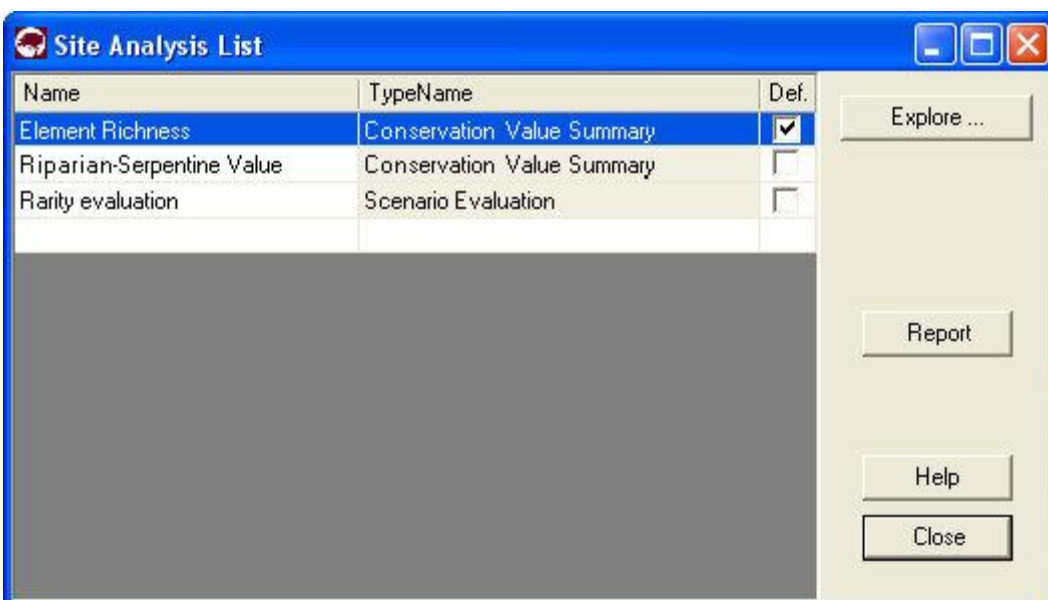 Site Analysis List
Name TypeName Def.
Element Richness Conservation Value Summary
Riparian-Serpentine Value Conservation Value Summary
Rarity evaluation Scenario Evaluation
Explore ...
Report
Help
Close